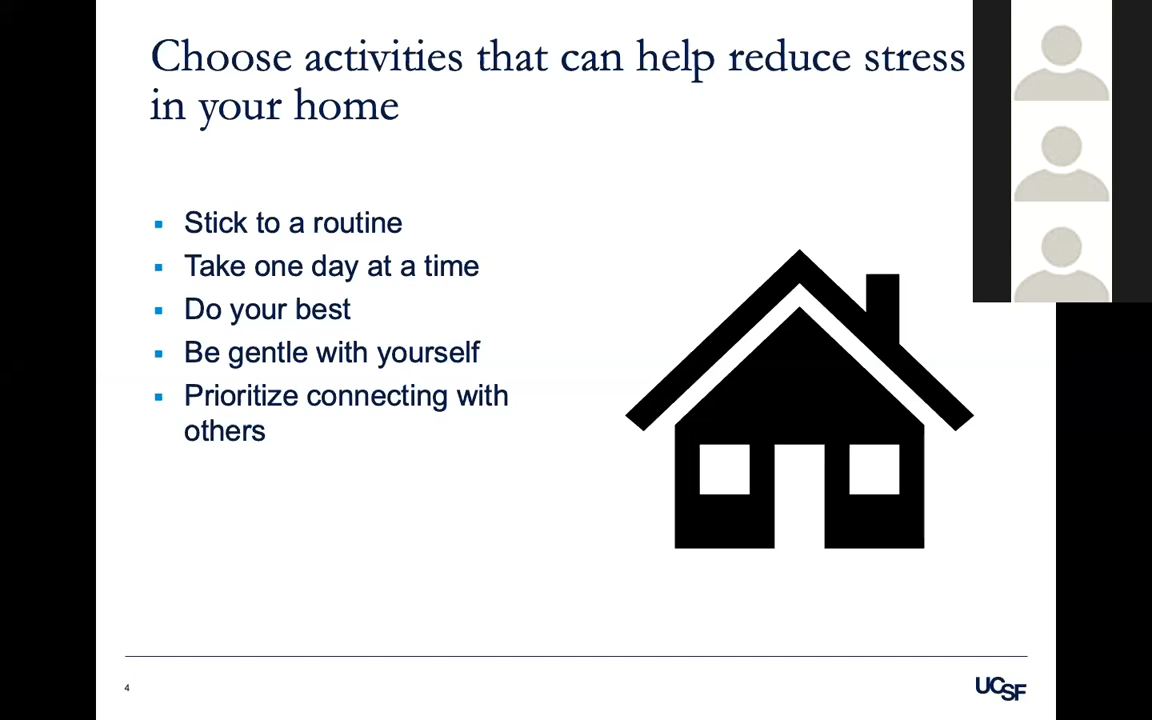 Choose activities that can help reduce stress
in your home
Stick to a routine
Take one day at a time
Do your best
Be gentle with yourself
Prioritize connecting with
others
4
UCSF